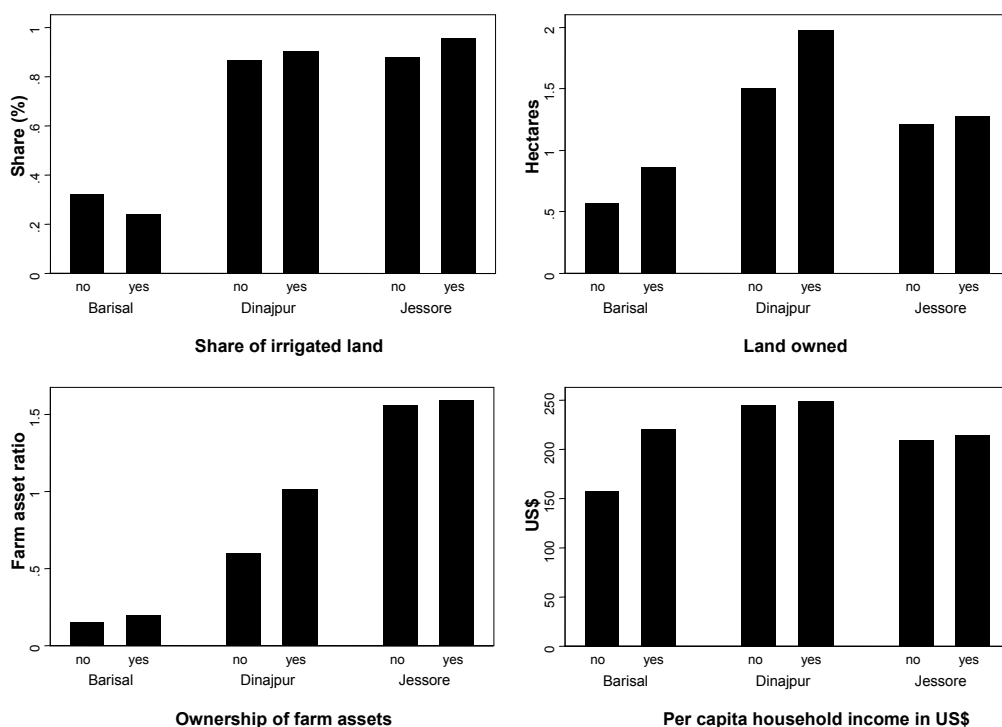 Share (%)
1
.8
.6
.4
.2
0
no yes no yes no yes
Barisal Dinajpur Jessore
Share of irrigated land
Hectares
2
1.5
1
.5
0
no yes no yes no yes
Barisal Dinajpur Jessore
Land owned
Farm asset ratio
1.5
1
.5
0
no yes no yes no yes
Barisal Dinajpur Jessore
Ownership of farm assets
US$
250
200
150
100
50
0
no yes no yes no yes
Barisal Dinajpur Jessore
Per capita household income in US$